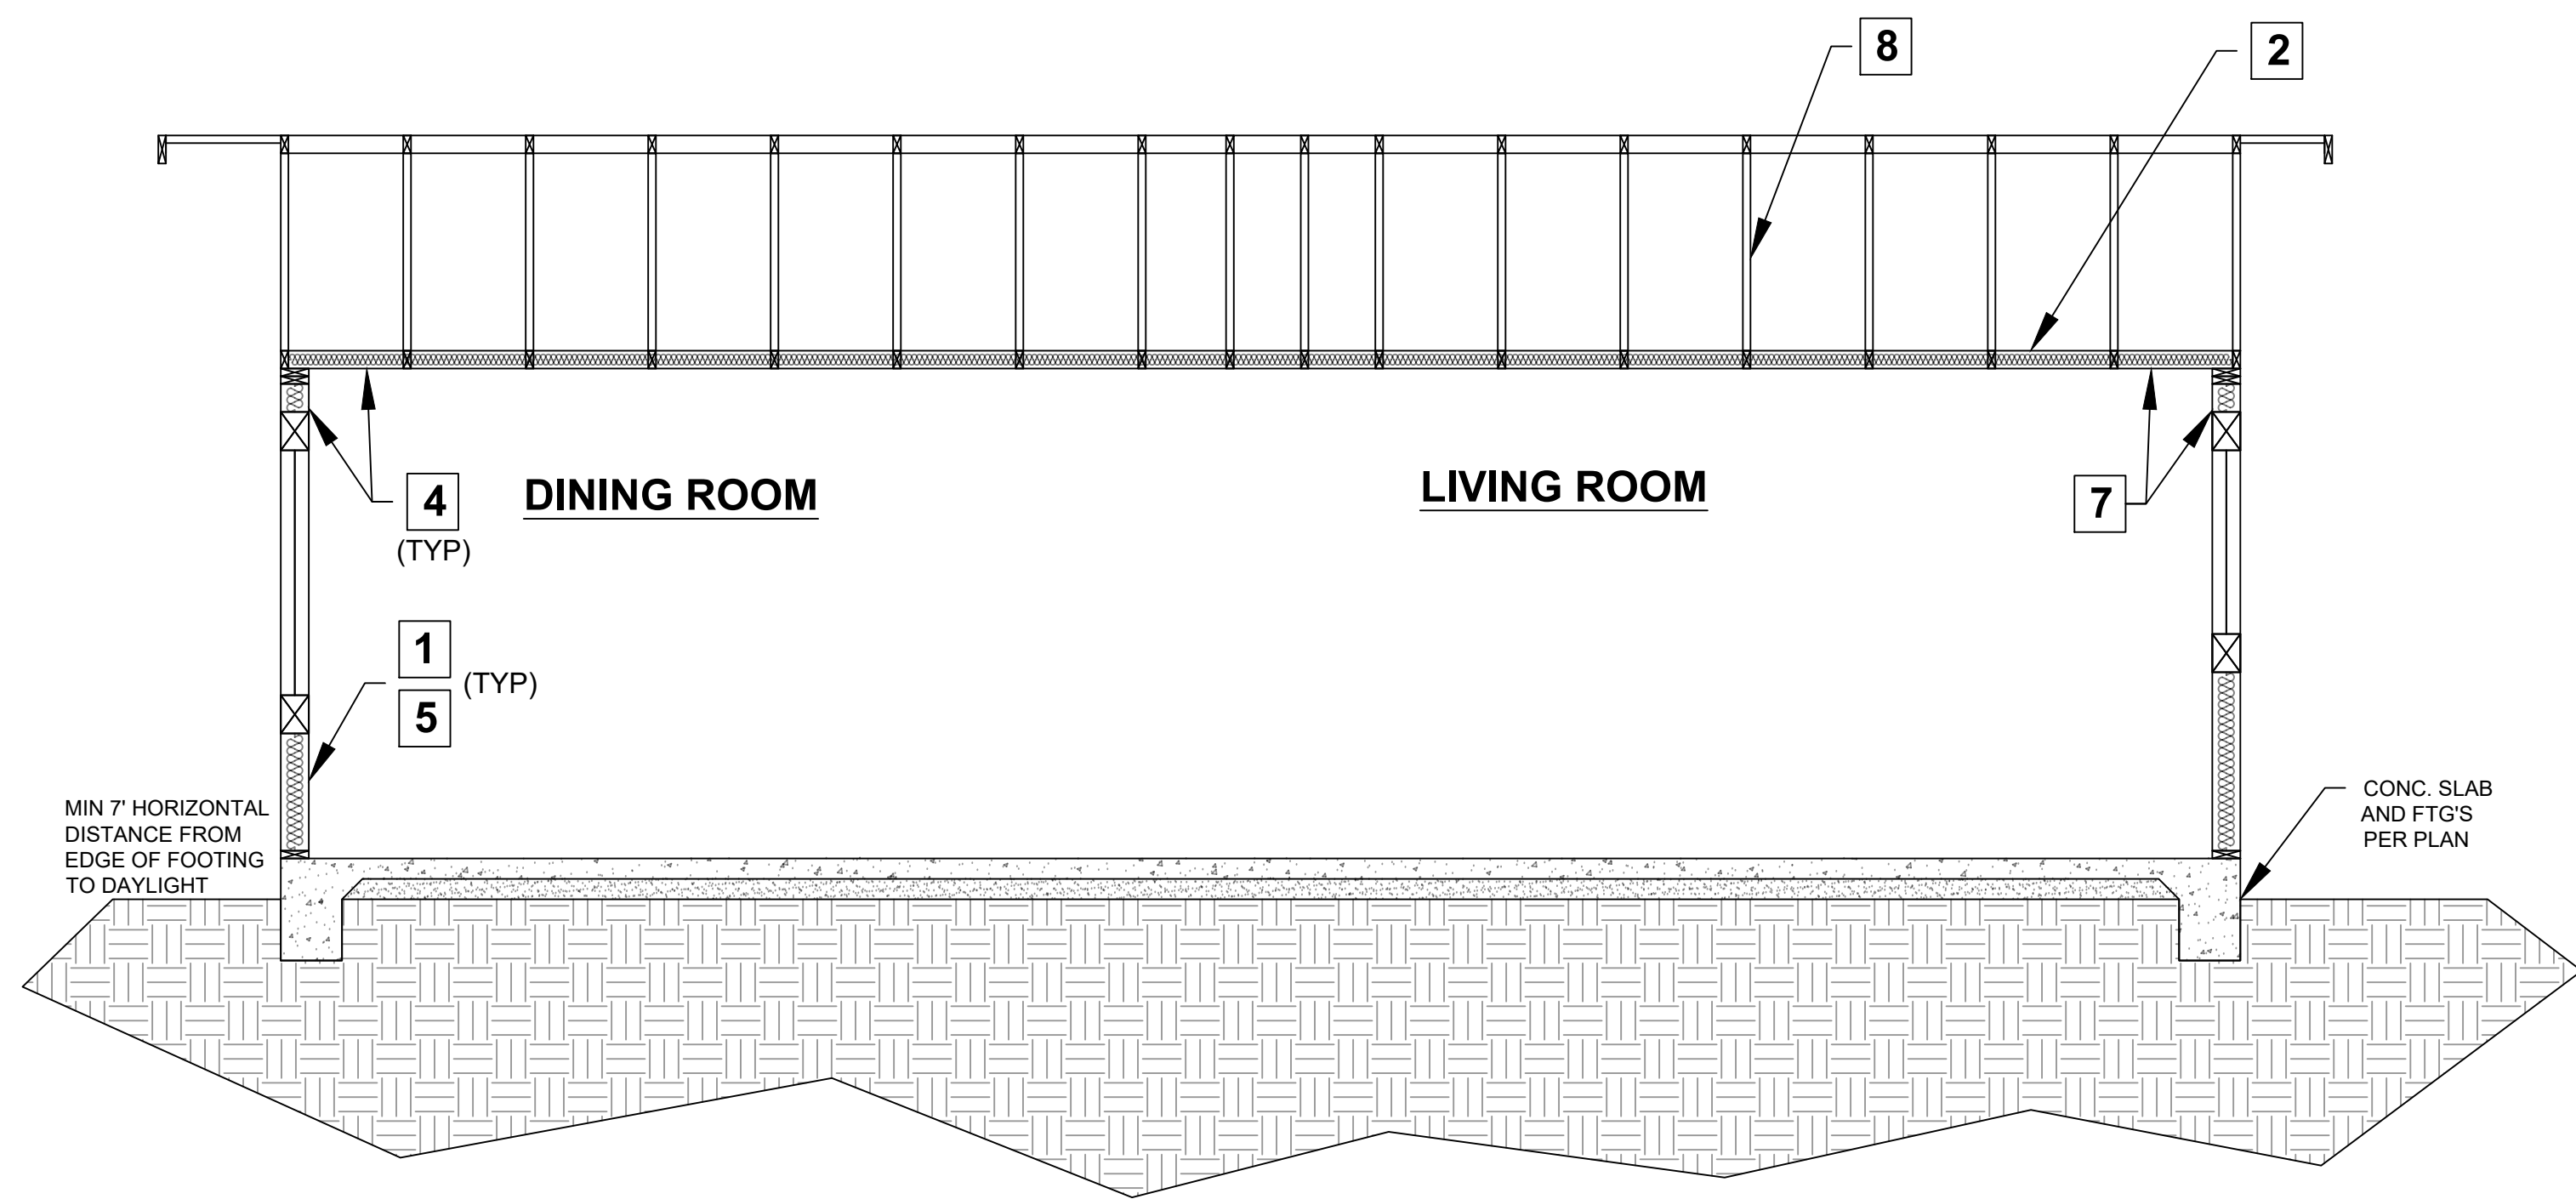 8
2
4
(TYP)
DINING ROOM
LIVING ROOM
7
1
(TYP)
5
MIN 7' HORIZONTAL
DISTANCE FROM
EDGE OF FOOTING
TO DAYLIGHT
CONC. SLAB
AND FTG'S
PER PLAN